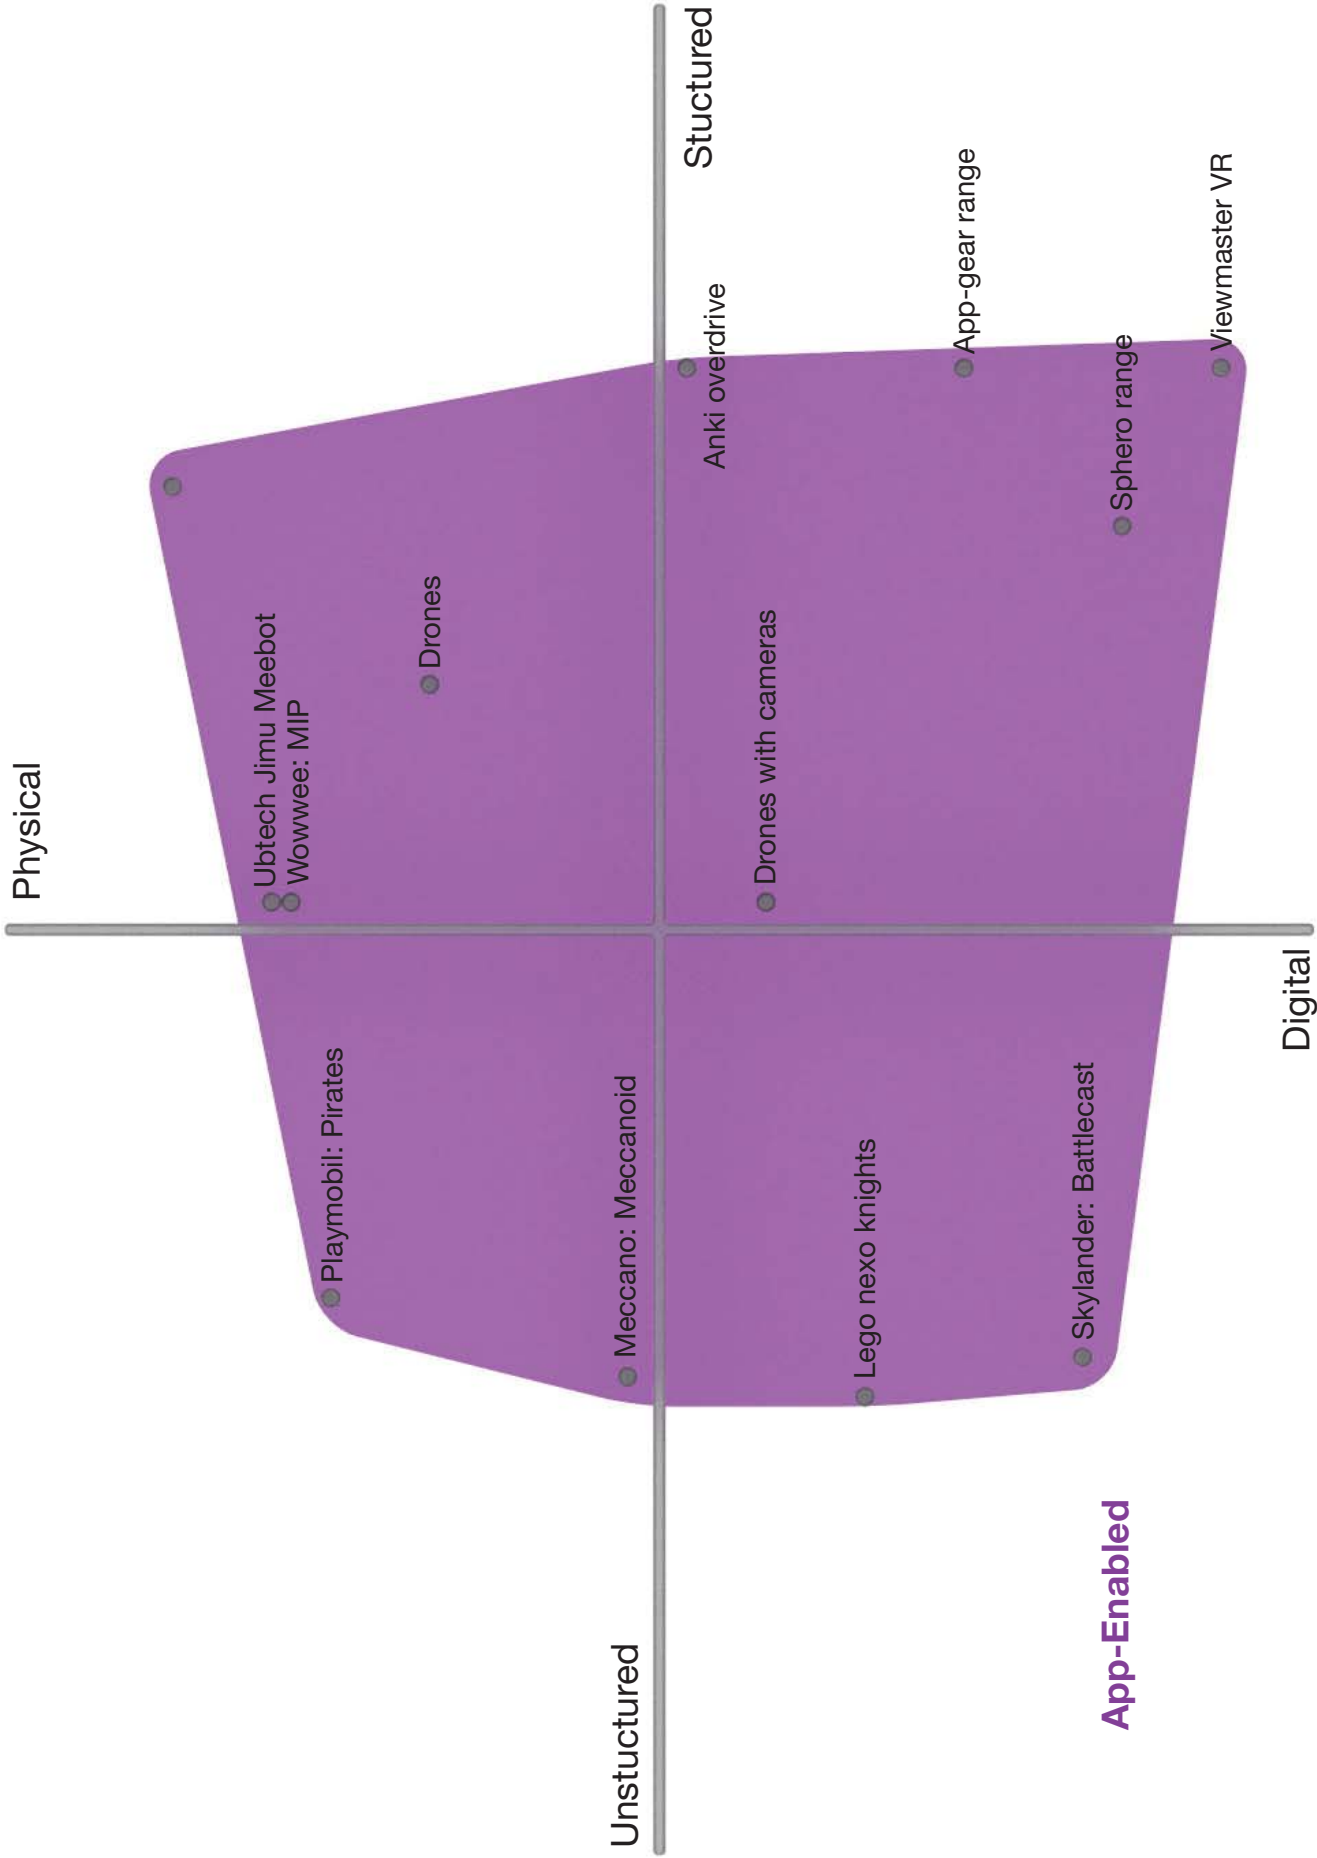 Physical
Ubtech Jimu Meebot
Wowwee: MIP
Playmobil: Pirates
Drones
Meccano: Meccanoid
Unstuctured
Stuctured
Anki overdrive
Drones with cameras
Lego nexo knights
App-gear range
Skylander: Battlecast
Sphero range
Viewmaster VR
App-Enabled
Digital